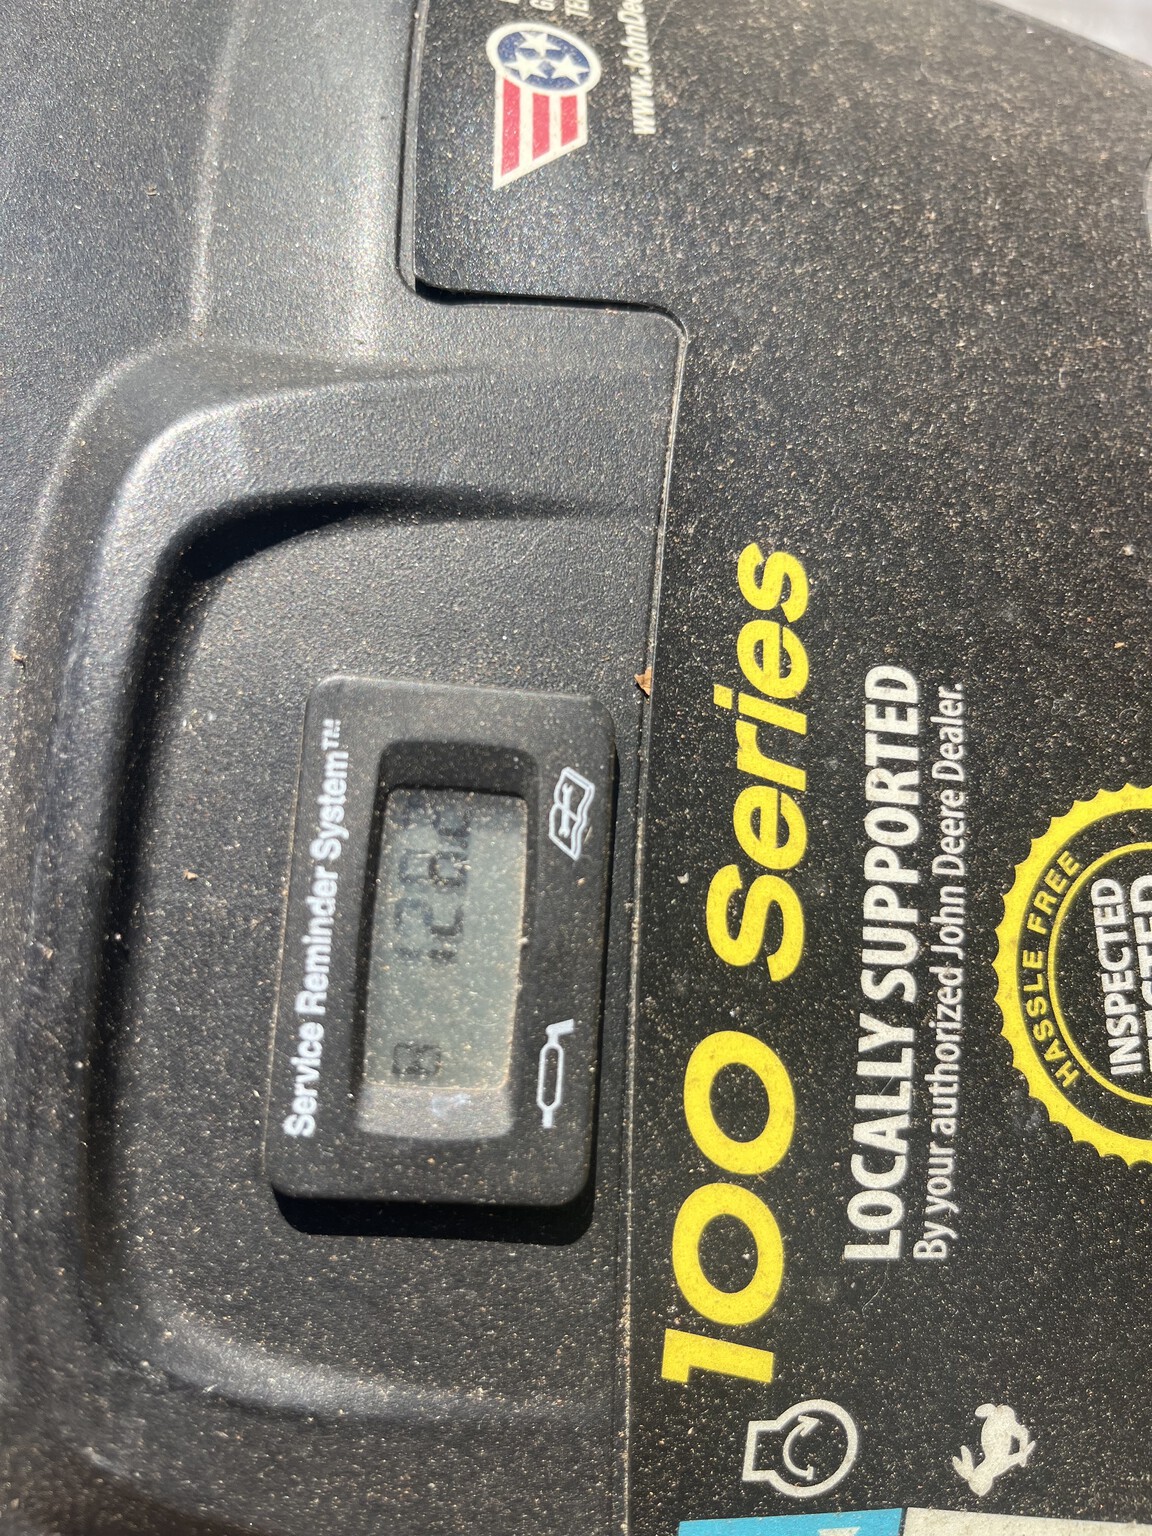 Service Reminder System™
100 Series
LOCALLY SUPPORTED
By your authorized John Deere Dealer.
HASSLE FREE
INSPECTED